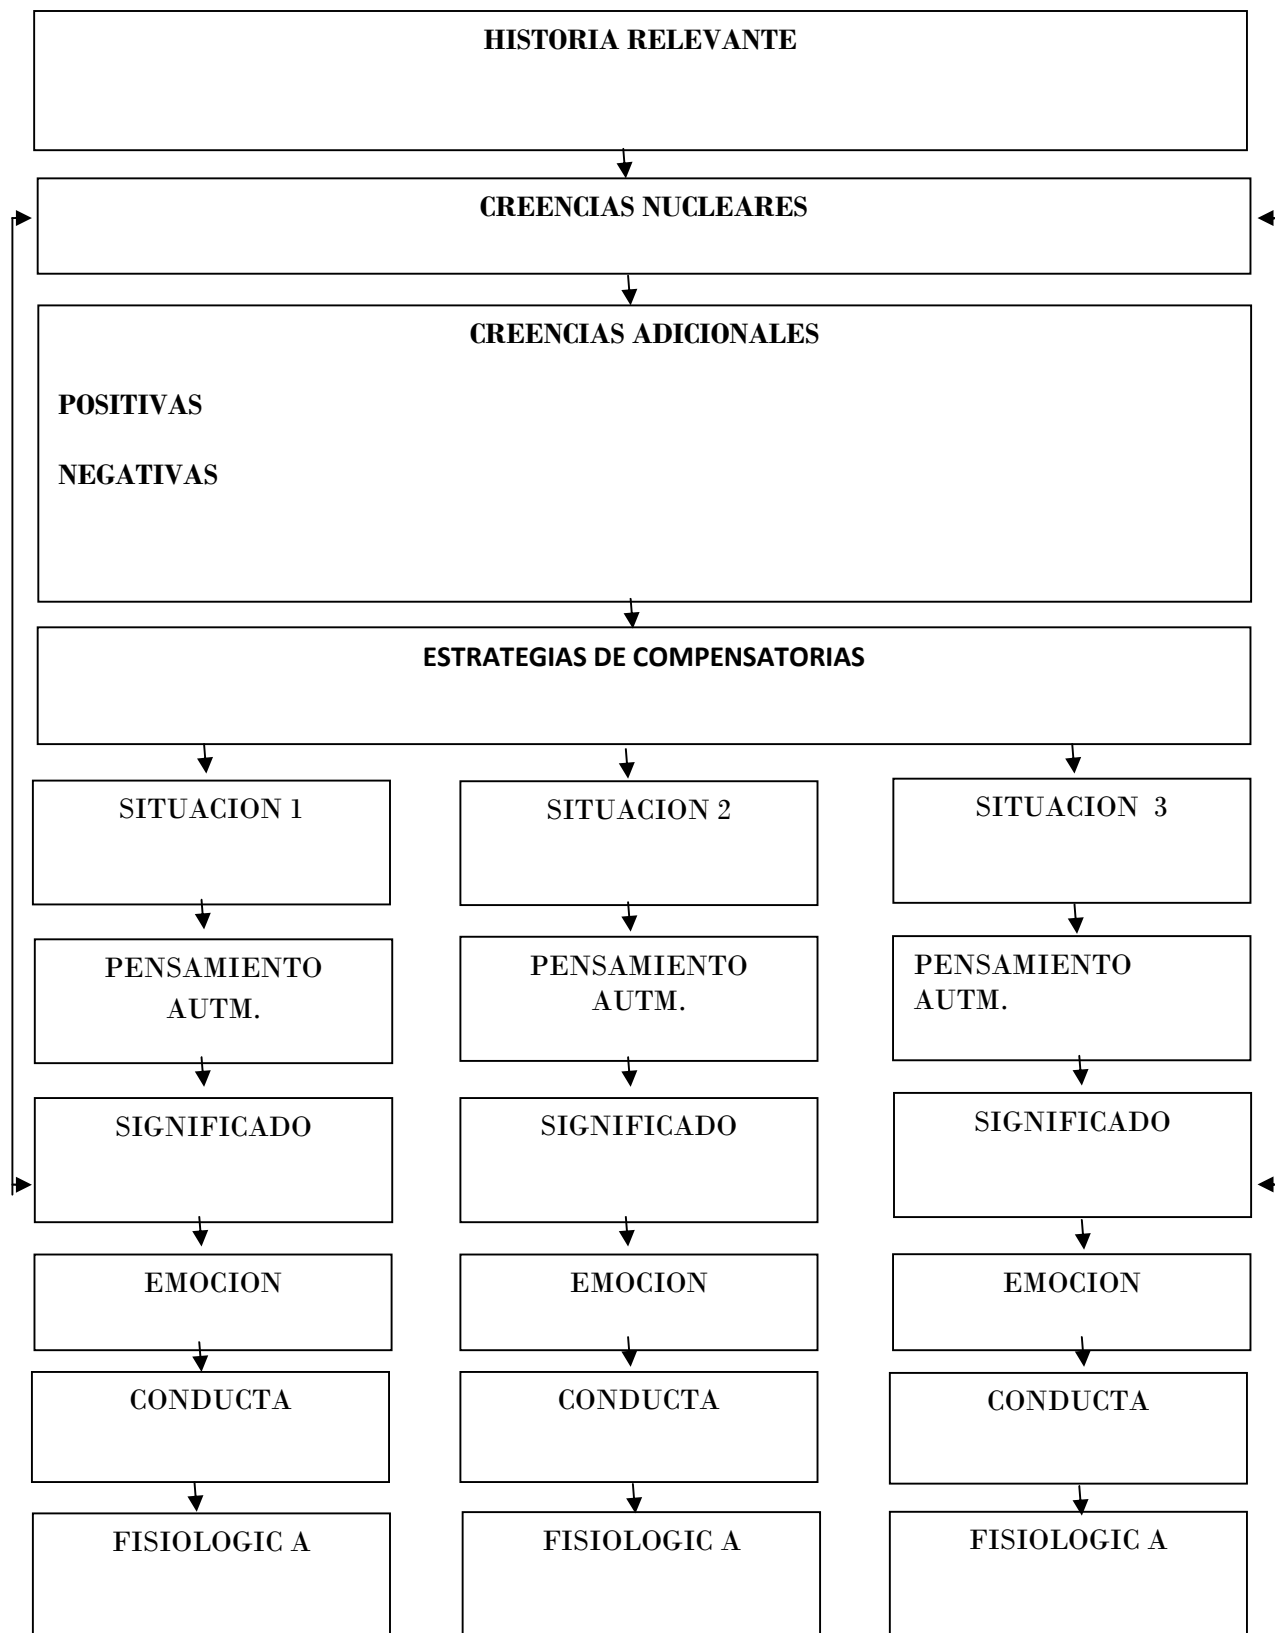 HISTORIA RELEVANTE
CREENCIAS NUCLEARES
CREENCIAS ADICIONALES
POSITIVAS
NEGATIVAS
ESTRATEGIAS DE COMPENSATORIAS
SITUACION 1
SITUACION 2
SITUACION  3
PENSAMIENTO
AUTM.
PENSAMIENTO
AUTM.
PENSAMIENTO
AUTM.
SIGNIFICADO
SIGNIFICADO
SIGNIFICADO
EMOCION
EMOCION
EMOCION
CONDUCTA
CONDUCTA
CONDUCTA
FISIOLOGIC A
FISIOLOGIC A
FISIOLOGIC A